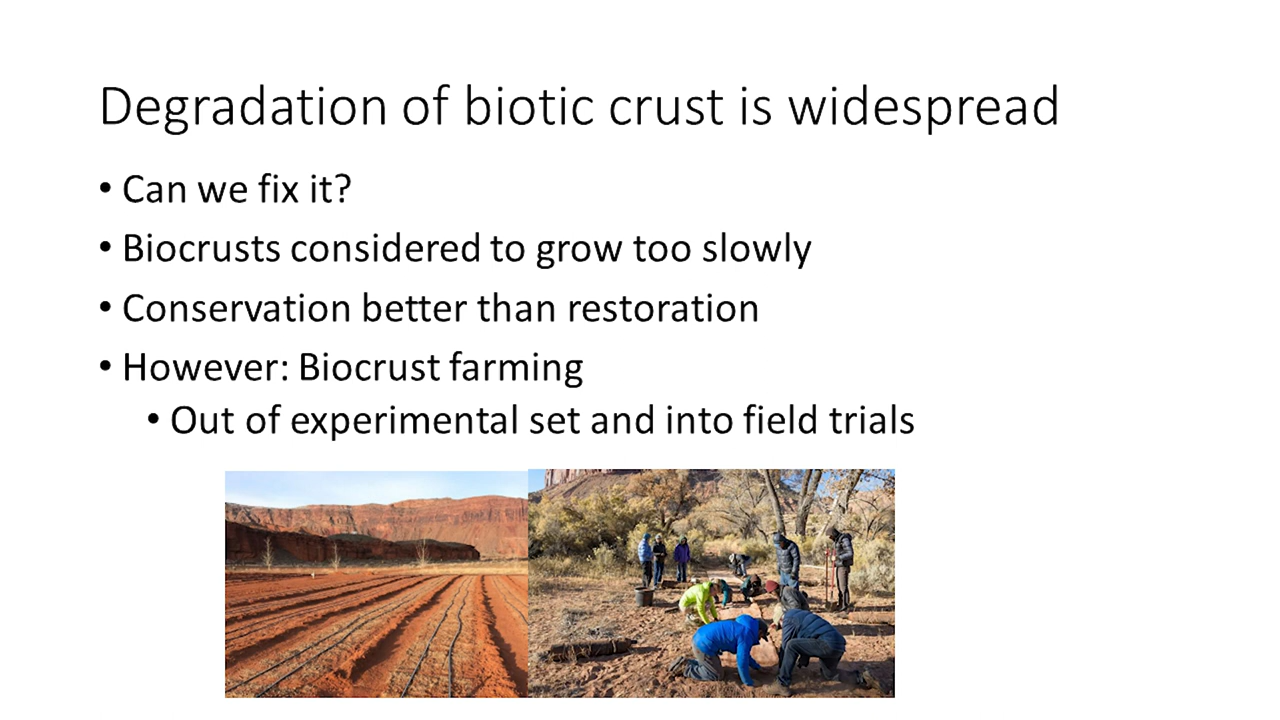 Degradation of biotic crust is widespread
• Can we fix it?
• Biocrusts considered to grow too slowly
• Conservation better than restoration
• However: Biocrust farming
• Out of experimental set and into field trials